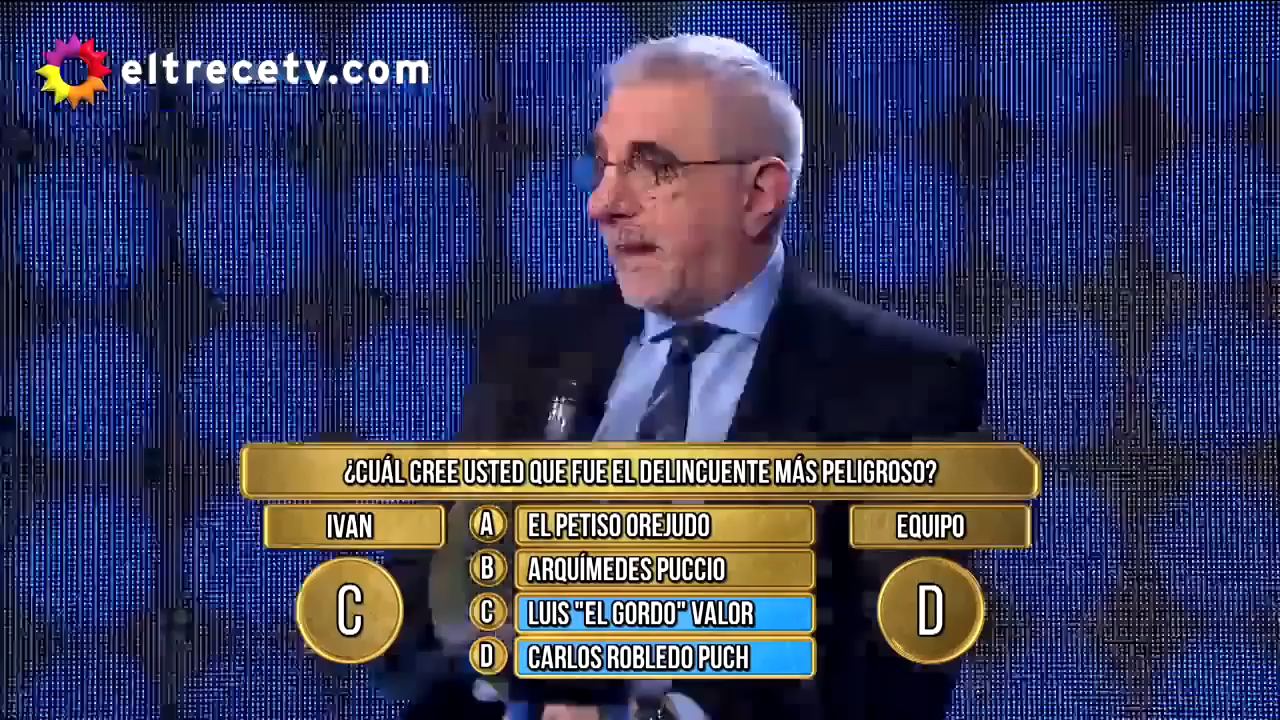 eltrecetv.com
¿CUÁL CREE USTED QUE FUE EL DELINCUENTE MÁS PELIGROSO?
IVAN
C
A EL PETISO OREJUDO
B ARQUÍMEDES PUCCIO
C LUIS "EL GORDO" VALOR
D CARLOS ROBLEDO PUCH
EQUIPO
D